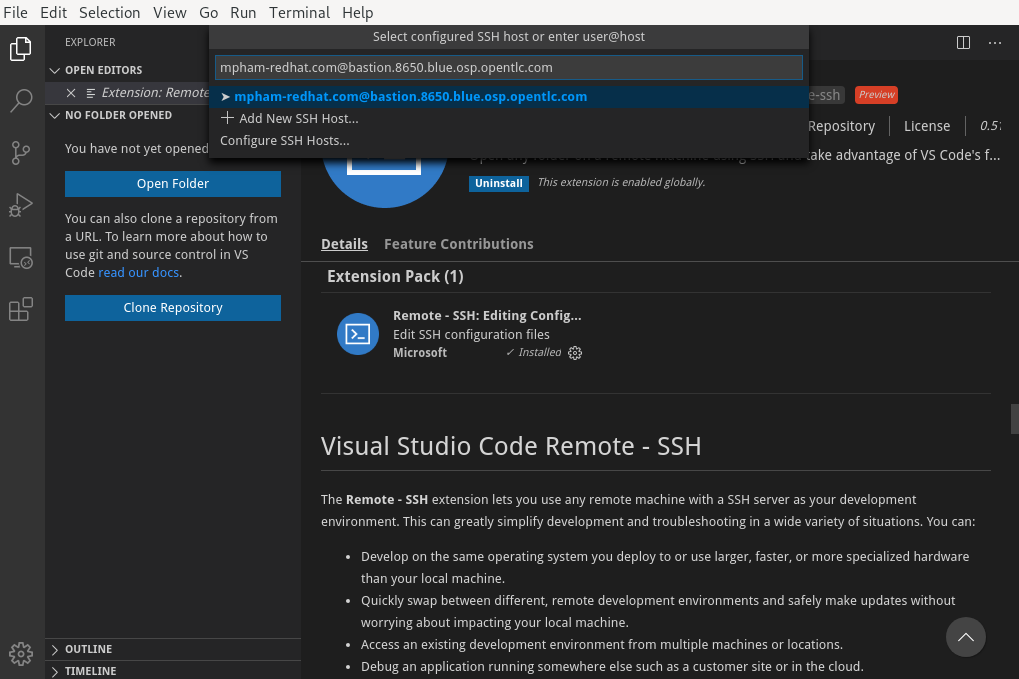 File Edit Selection View Go Run Terminal Help
EXPLORER
OPEN EDITORS
Extension: Remote
NO FOLDER OPENED
You have not yet opened
Open Folder
You can also clone a repository from
a URL. To learn more about how to
use git and source control in VS
Code read our docs.
Clone Repository
OUTLINE
TIMELINE
Select configured SSH host or enter user@host
mpham-redhat.com@bastion.8650.blue.osp.opentlc.com
➤ mpham-redhat.com@bastion.8650.blue.osp.opentlc.com
+ Add New SSH Host...
Configure SSH Hosts...
e-ssh Preview
Repository License 0.51
Open any folder on a remote machine using SSH and take advantage of VS Code's f...
Uninstall This extension is enabled globally.
Details Feature Contributions
Extension Pack (1)
Remote - SSH: Editing Config...
Edit SSH configuration files
Microsoft ✓ Installed
Visual Studio Code Remote - SSH
The Remote - SSH extension lets you use any remote machine with a SSH server as your development
environment. This can greatly simplify development and troubleshooting in a wide variety of situations. You can:
• Develop on the same operating system you deploy to or use larger, faster, or more specialized hardware
than your local machine.
• Quickly swap between different, remote development environments and safely make updates without
worrying about impacting your local machine.
• Access an existing development environment from multiple machines or locations.
• Debug an application running somewhere else such as a customer site or in the cloud.